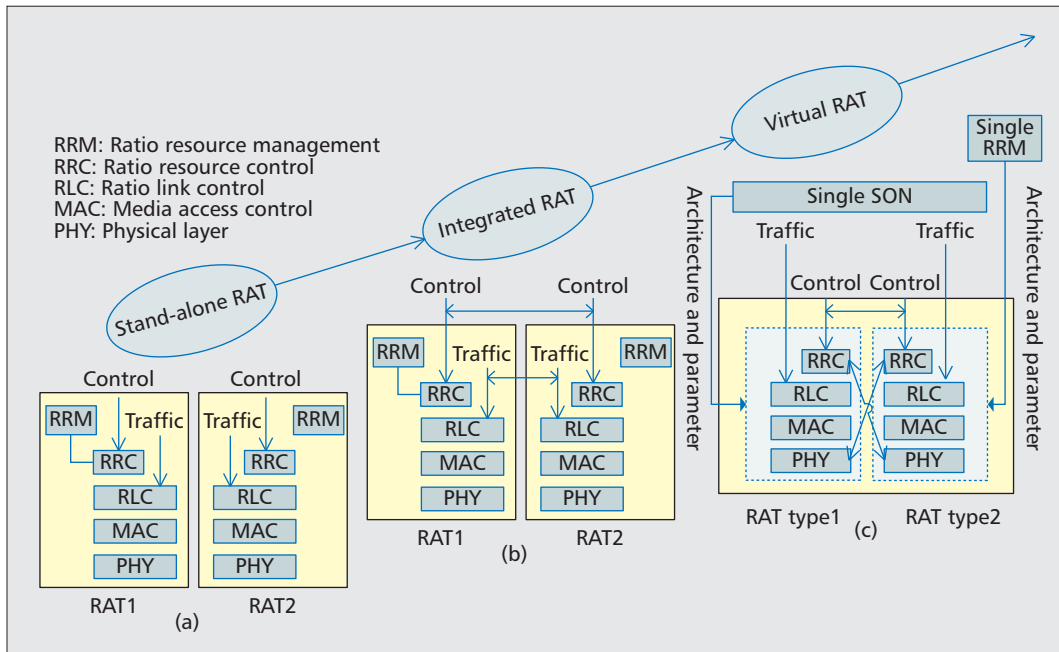 RRM: Ratio resource management
RRC: Ratio resource control
RLC: Ratio link control
MAC: Media access control
PHY: Physical layer
Stand-alone RAT
Integrated RAT
Virtual RAT
Control
Traffic
RRM
RRC
RLC
MAC
PHY
RAT1
Traffic
RRM
RRC
RLC
MAC
PHY
RAT2
(a)
Control
Control
RRM
Traffic
RRC
RLC
MAC
PHY
RAT1
Traffic
RRM
RRC
RLC
MAC
PHY
RAT2
(b)
Single
RRM
Single SON
Architecture and parameter
Architecture and parameter
Traffic
Traffic
Control
Control
RRC
RLC
MAC
PHY
RAT type1
RRC
RLC
MAC
PHY
RAT type2
(c)